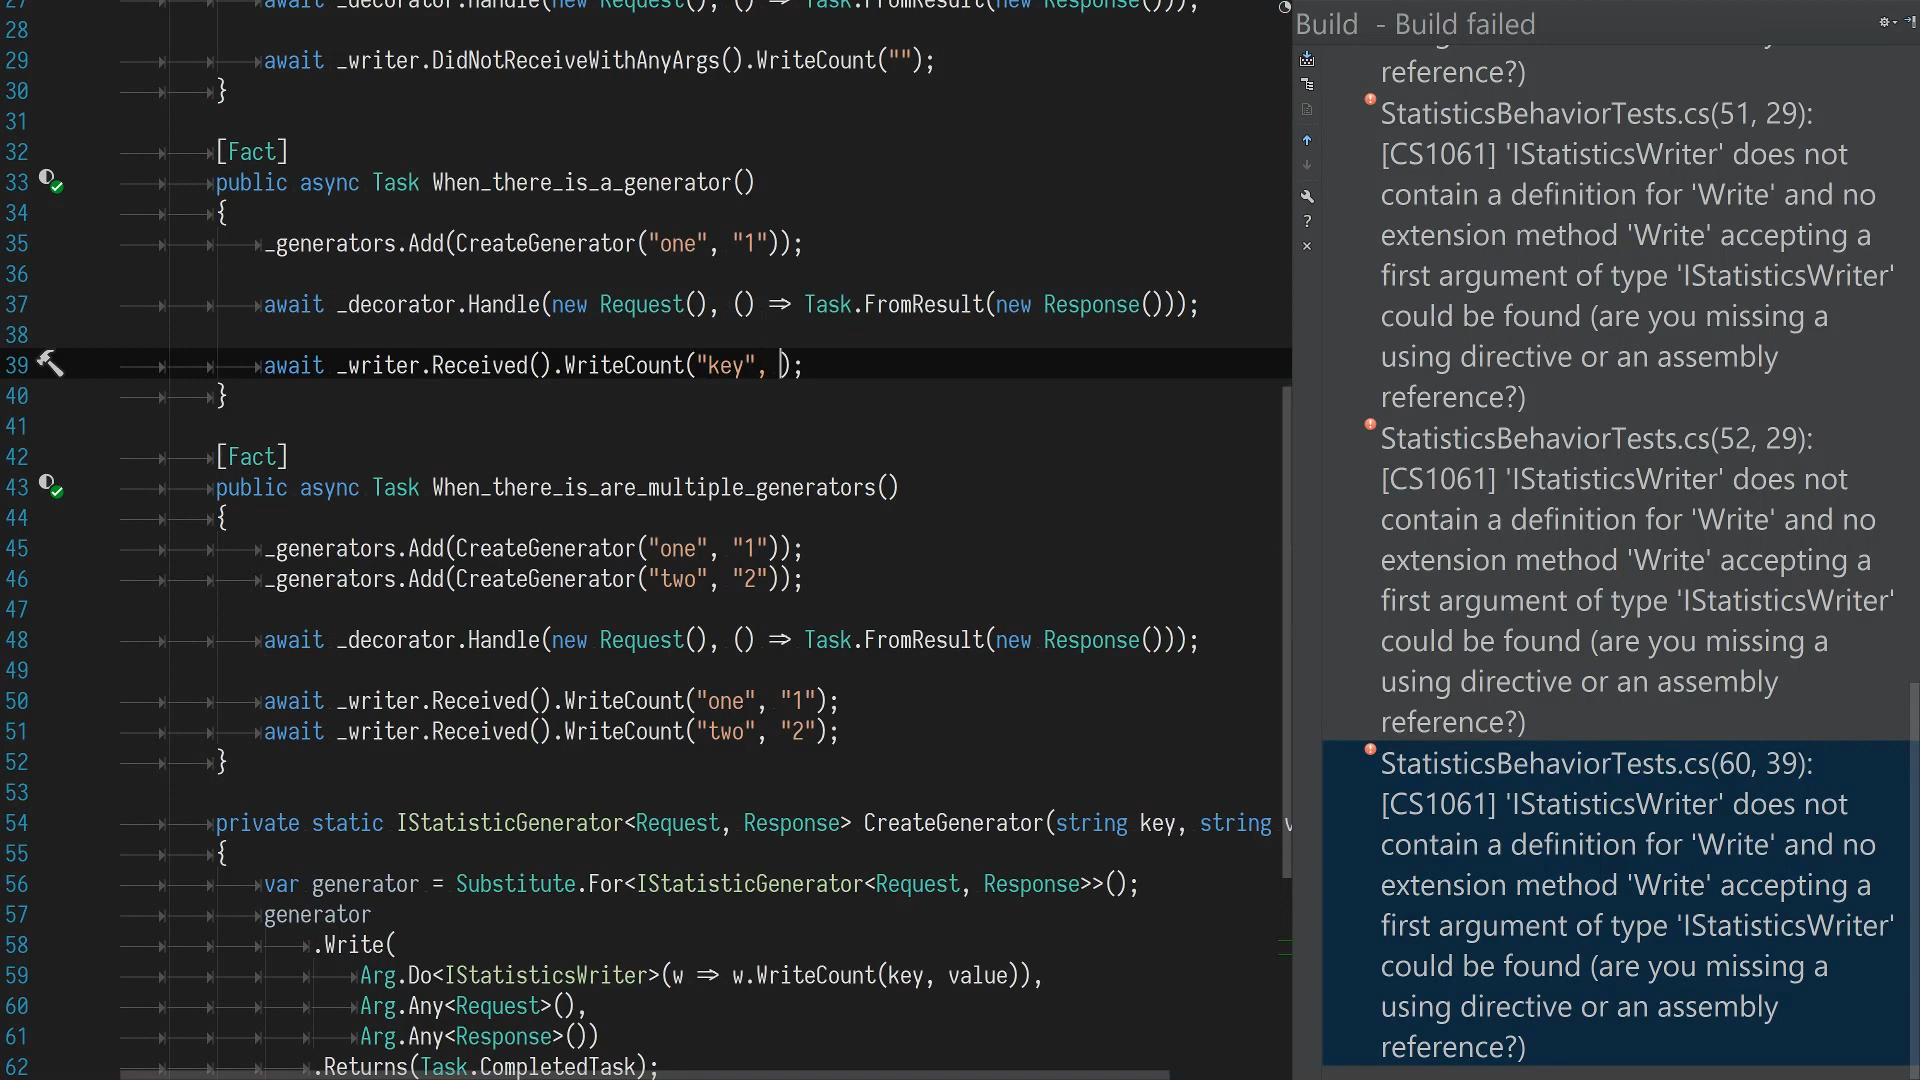 27 await _decorator.Handle(new Request(), () => Task.FromResult(new Response()));
28
29 await _writer.DidNotReceiveWithAnyArgs().WriteCount("");
30 }
31
32 [Fact]
33 public async Task When_there_is_a_generator()
34 {
35 _generators.Add(CreateGenerator("one", "1"));
36
37 await _decorator.Handle(new Request(), () => Task.FromResult(new Response()));
38
39 await _writer.Received().WriteCount("key", );
40 }
41
42 [Fact]
43 public async Task When_there_is_are_multiple_generators()
44 {
45 _generators.Add(CreateGenerator("one", "1"));
46 _generators.Add(CreateGenerator("two", "2"));
47
48 await _decorator.Handle(new Request(), () => Task.FromResult(new Response()));
49
50 await _writer.Received().WriteCount("one", "1");
51 await _writer.Received().WriteCount("two", "2");
52 }
53
54 private static IStatisticGenerator<Request, Response> CreateGenerator(string key, string
55 {
56 var generator = Substitute.For<IStatisticGenerator<Request, Response>>();
57 generator
58 .Write(
59 Arg.Do<IStatisticsWriter>(w => w.WriteCount(key, value)),
60 Arg.Any<Request>(),
61 Arg.Any<Response>())
62 .Returns(Task.CompletedTask);
Build - Build failed
reference?)
StatisticsBehaviorTests.cs(51, 29):
[CS1061] 'IStatisticsWriter' does not
contain a definition for 'Write' and no
extension method 'Write' accepting a
first argument of type 'IStatisticsWriter'
could be found (are you missing a
using directive or an assembly
reference?)
StatisticsBehaviorTests.cs(52, 29):
[CS1061] 'IStatisticsWriter' does not
contain a definition for 'Write' and no
extension method 'Write' accepting a
first argument of type 'IStatisticsWriter'
could be found (are you missing a
using directive or an assembly
reference?)
StatisticsBehaviorTests.cs(60, 39):
[CS1061] 'IStatisticsWriter' does not
contain a definition for 'Write' and no
extension method 'Write' accepting a
first argument of type 'IStatisticsWriter'
could be found (are you missing a
using directive or an assembly
reference?)